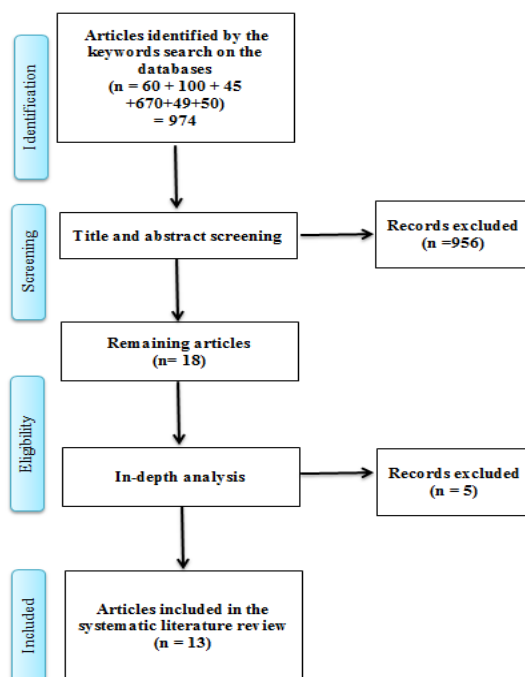 Identification
Articles identified by the
keywords search on the
databases
(n = 60 + 100 + 45
+670+49+50)
= 974
Screening
Title and abstract screening
Records excluded
(n =956)
Remaining articles
(n= 18)
Eligibility
In-depth analysis
Records excluded
(n = 5)
Included
Articles included in the
systematic literature review
(n = 13)